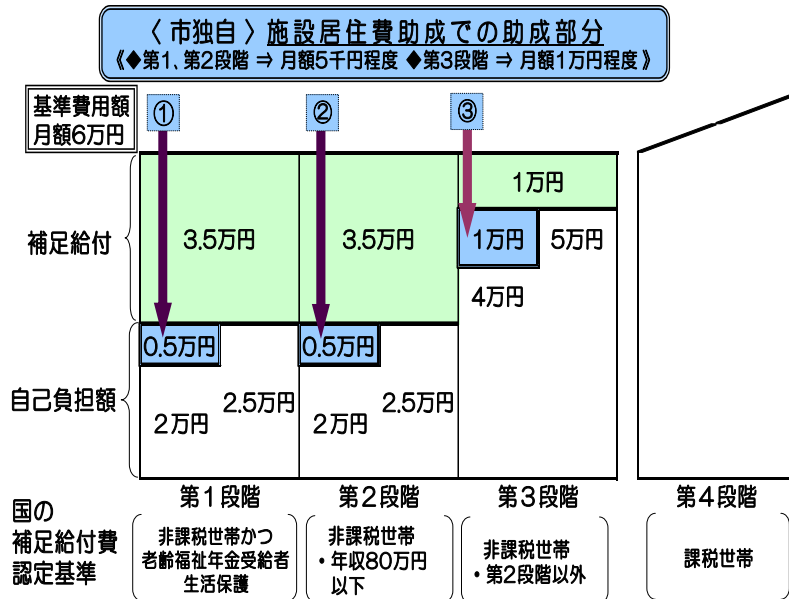 〈 市独自 〉施設居住費助成での助成部分
《◆第1、第2段階 ⇒ 月額5千円程度 ◆第3段階 ⇒ 月額1万円程度 》
基準費用額
月額6万円
①
②
③
補足給付
3.5万円
3.5万円
1万円
1万円
5万円
4万円
自己負担額
0.5万円
2.5万円
2万円
0.5万円
2.5万円
2万円
国の
補足給付費
認定基準
第1段階
第2段階
第3段階
第4段階
非課税世帯かつ
老齢福祉年金受給者
生活保護
非課税世帯
・年収80万円
以下
非課税世帯
・第2段階以外
課税世帯